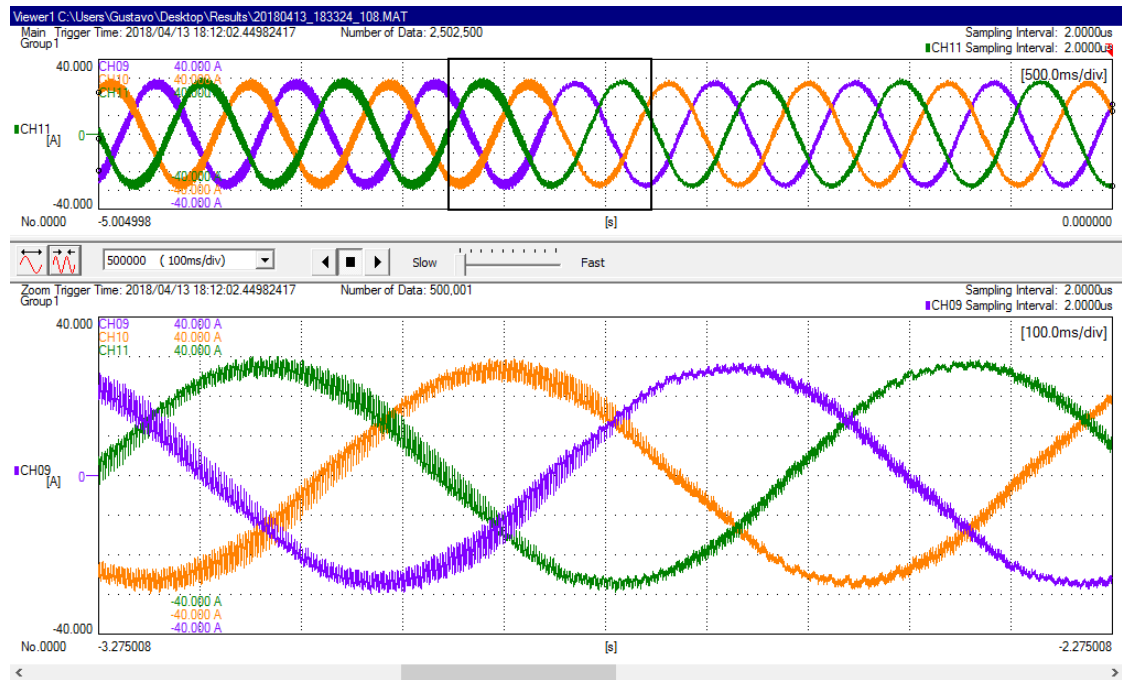 Viewer1 C:\Users\Gustavo\Desktop\Results\20180413_183324_108.MAT
Main Trigger Time: 2018/04/13 18:12:02.44982417 Number of Data: 2,502,500 Sampling Interval: 2.0000us
Group1 CH11 Sampling Interval: 2.0000us
40.000 CH09 40.000 A [500.0ms/div]
CH10 40.000 A
CH11 40.000 A
CH11 0
[A]
-40.000 A
-40.000 A
-40.000 -40.000 A
No.0000 -5.004998 [s] 0.000000
500000 ( 100ms/div) Slow Fast
Zoom Trigger Time: 2018/04/13 18:12:02.44982417 Number of Data: 500,001 Sampling Interval: 2.0000us
Group1 CH09 Sampling Interval: 2.0000us
40.000 CH09 40.000 A [100.0ms/div]
CH10 40.000 A
CH11 40.000 A
CH09 0
[A]
-40.000 A
-40.000 A
-40.000 -40.000 A
No.0000 -3.275008 [s] -2.275008